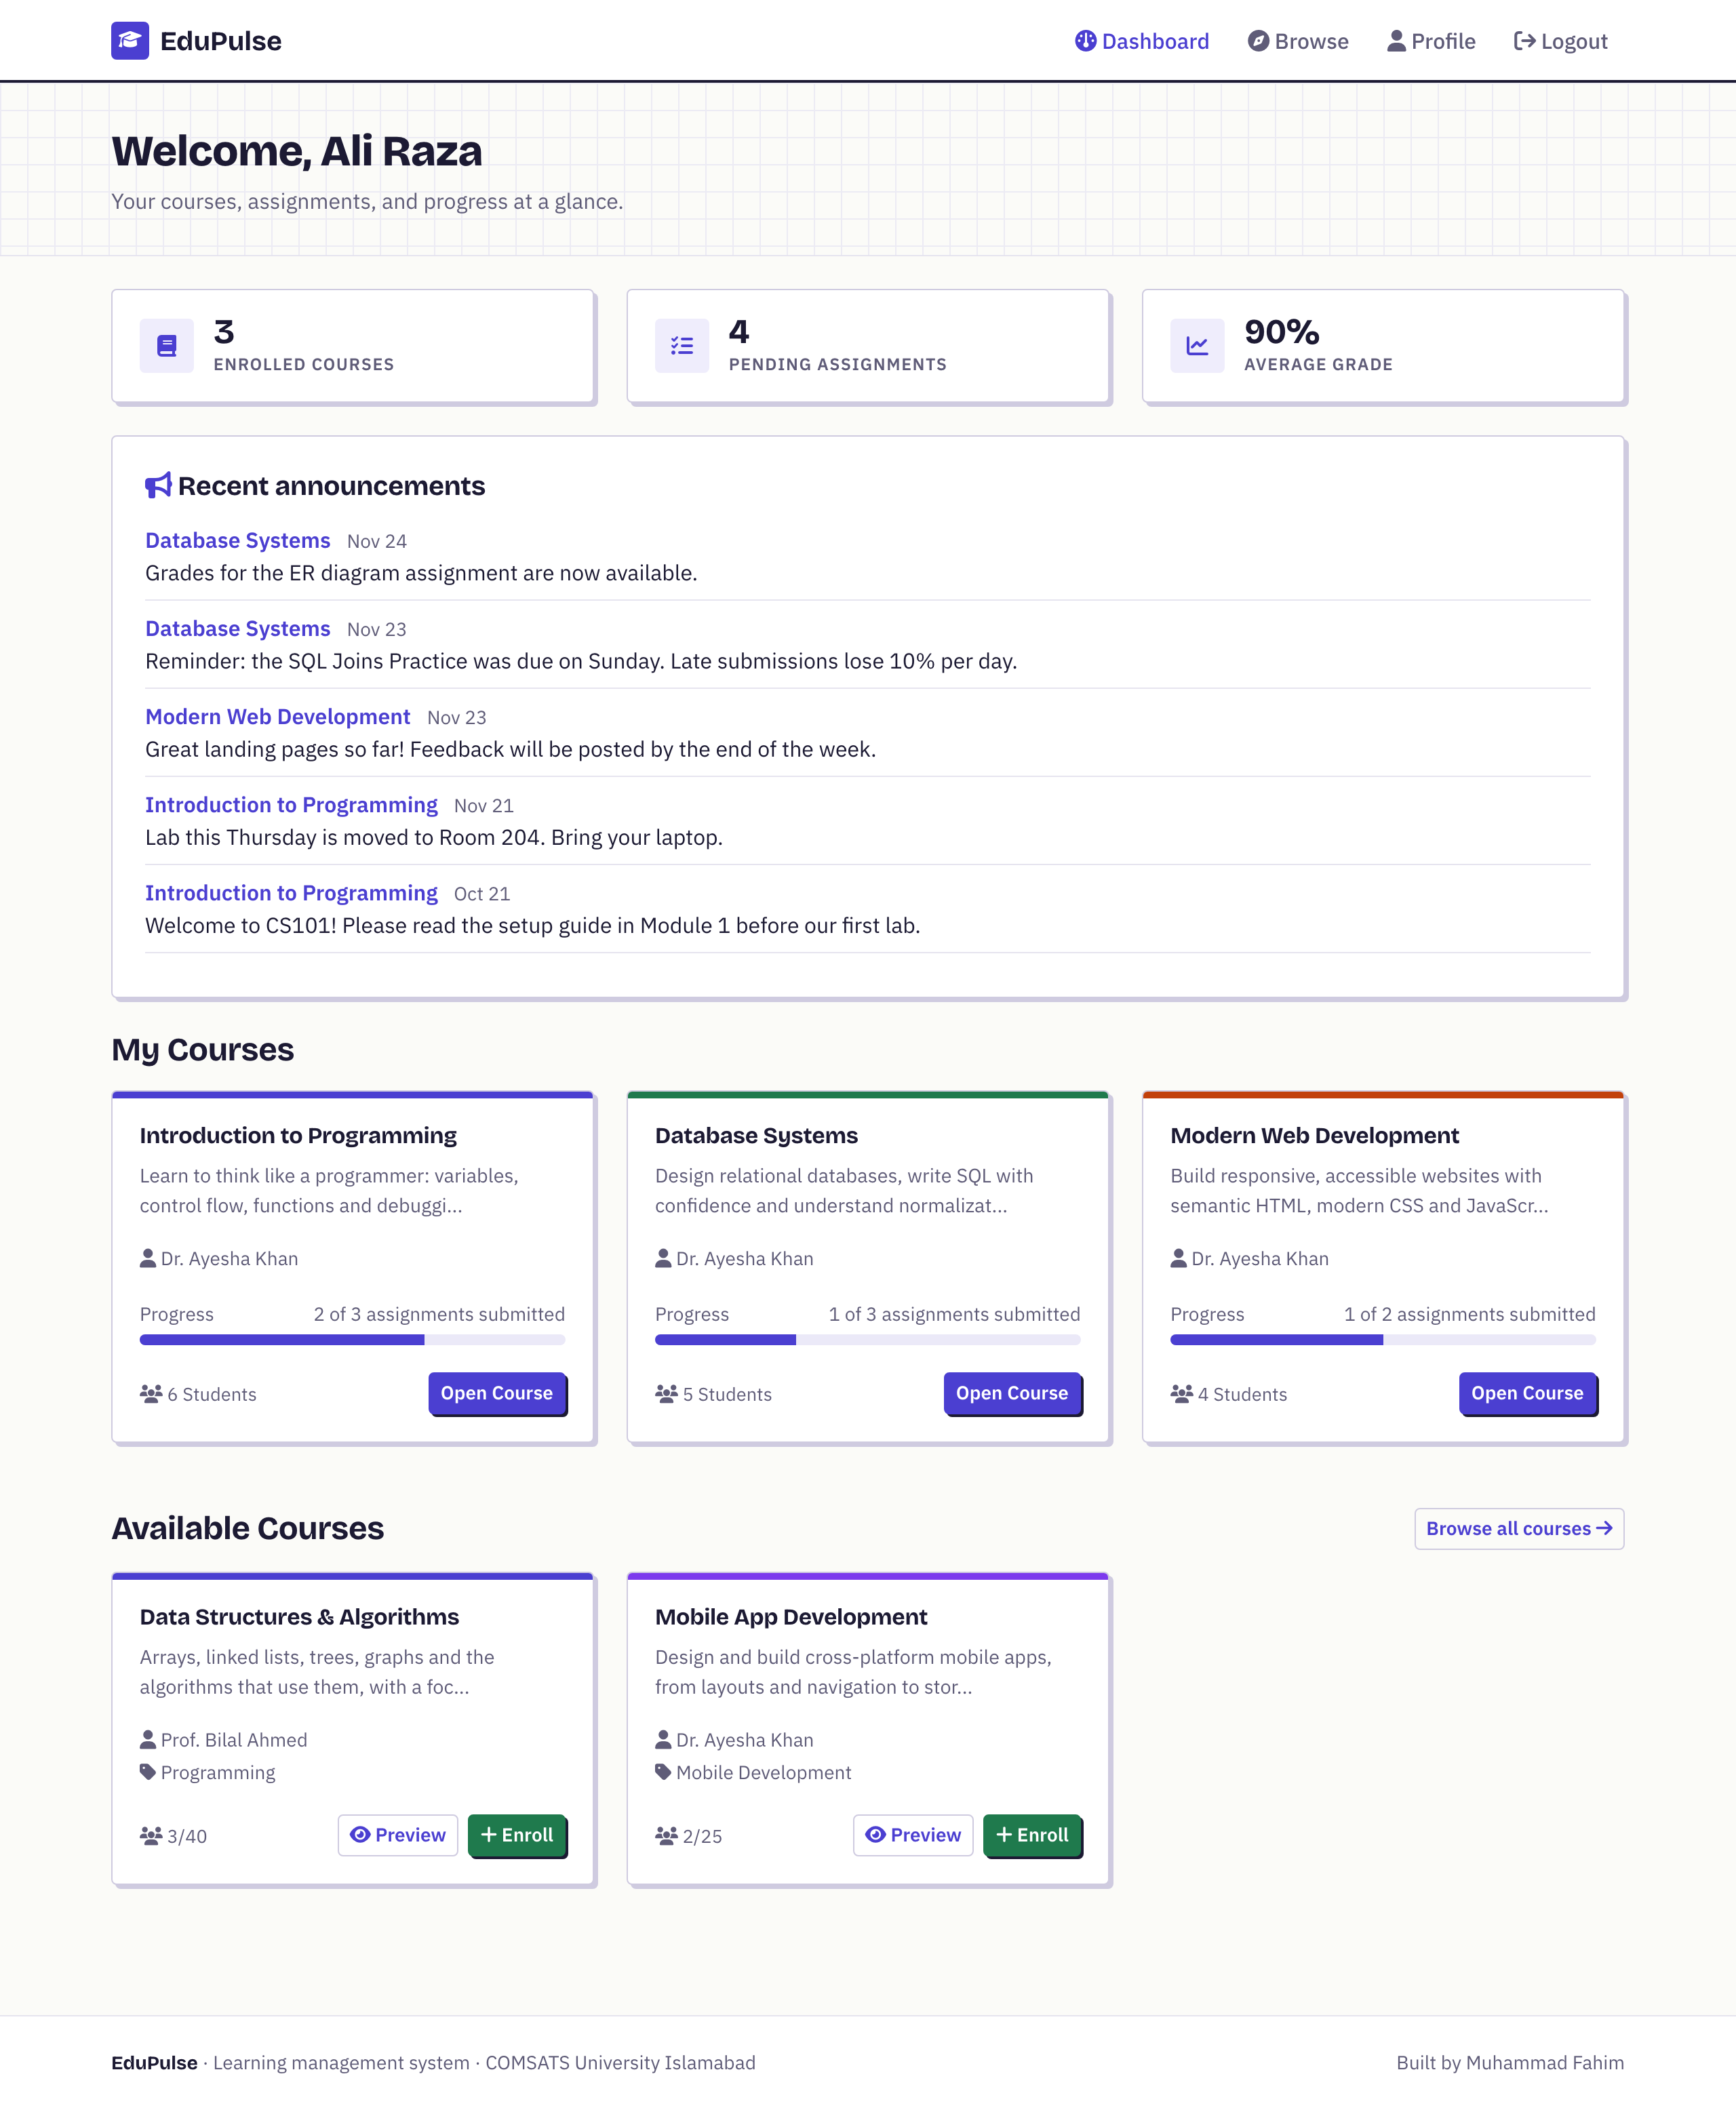 EduPulse
Dashboard Browse Profile Logout
Welcome, Ali Raza
Your courses, assignments, and progress at a glance.
3
ENROLLED COURSES
4
PENDING ASSIGNMENTS
90%
AVERAGE GRADE
Recent announcements
Database Systems Nov 24
Grades for the ER diagram assignment are now available.
Database Systems Nov 23
Reminder: the SQL Joins Practice was due on Sunday. Late submissions lose 10% per day.
Modern Web Development Nov 23
Great landing pages so far! Feedback will be posted by the end of the week.
Introduction to Programming Nov 21
Lab this Thursday is moved to Room 204. Bring your laptop.
Introduction to Programming Oct 21
Welcome to CS101! Please read the setup guide in Module 1 before our first lab.
My Courses
Introduction to Programming
Learn to think like a programmer: variables,
control flow, functions and debuggi...
Dr. Ayesha Khan
Progress 2 of 3 assignments submitted
6 Students Open Course
Database Systems
Design relational databases, write SQL with
confidence and understand normalizat...
Dr. Ayesha Khan
Progress 1 of 3 assignments submitted
5 Students Open Course
Modern Web Development
Build responsive, accessible websites with
semantic HTML, modern CSS and JavaScr...
Dr. Ayesha Khan
Progress 1 of 2 assignments submitted
4 Students Open Course
Available Courses
Browse all courses →
Data Structures & Algorithms
Arrays, linked lists, trees, graphs and the
algorithms that use them, with a foc...
Prof. Bilal Ahmed
Programming
3/40 Preview + Enroll
Mobile App Development
Design and build cross-platform mobile apps,
from layouts and navigation to stor...
Dr. Ayesha Khan
Mobile Development
2/25 Preview + Enroll
EduPulse · Learning management system · COMSATS University Islamabad
Built by Muhammad Fahim